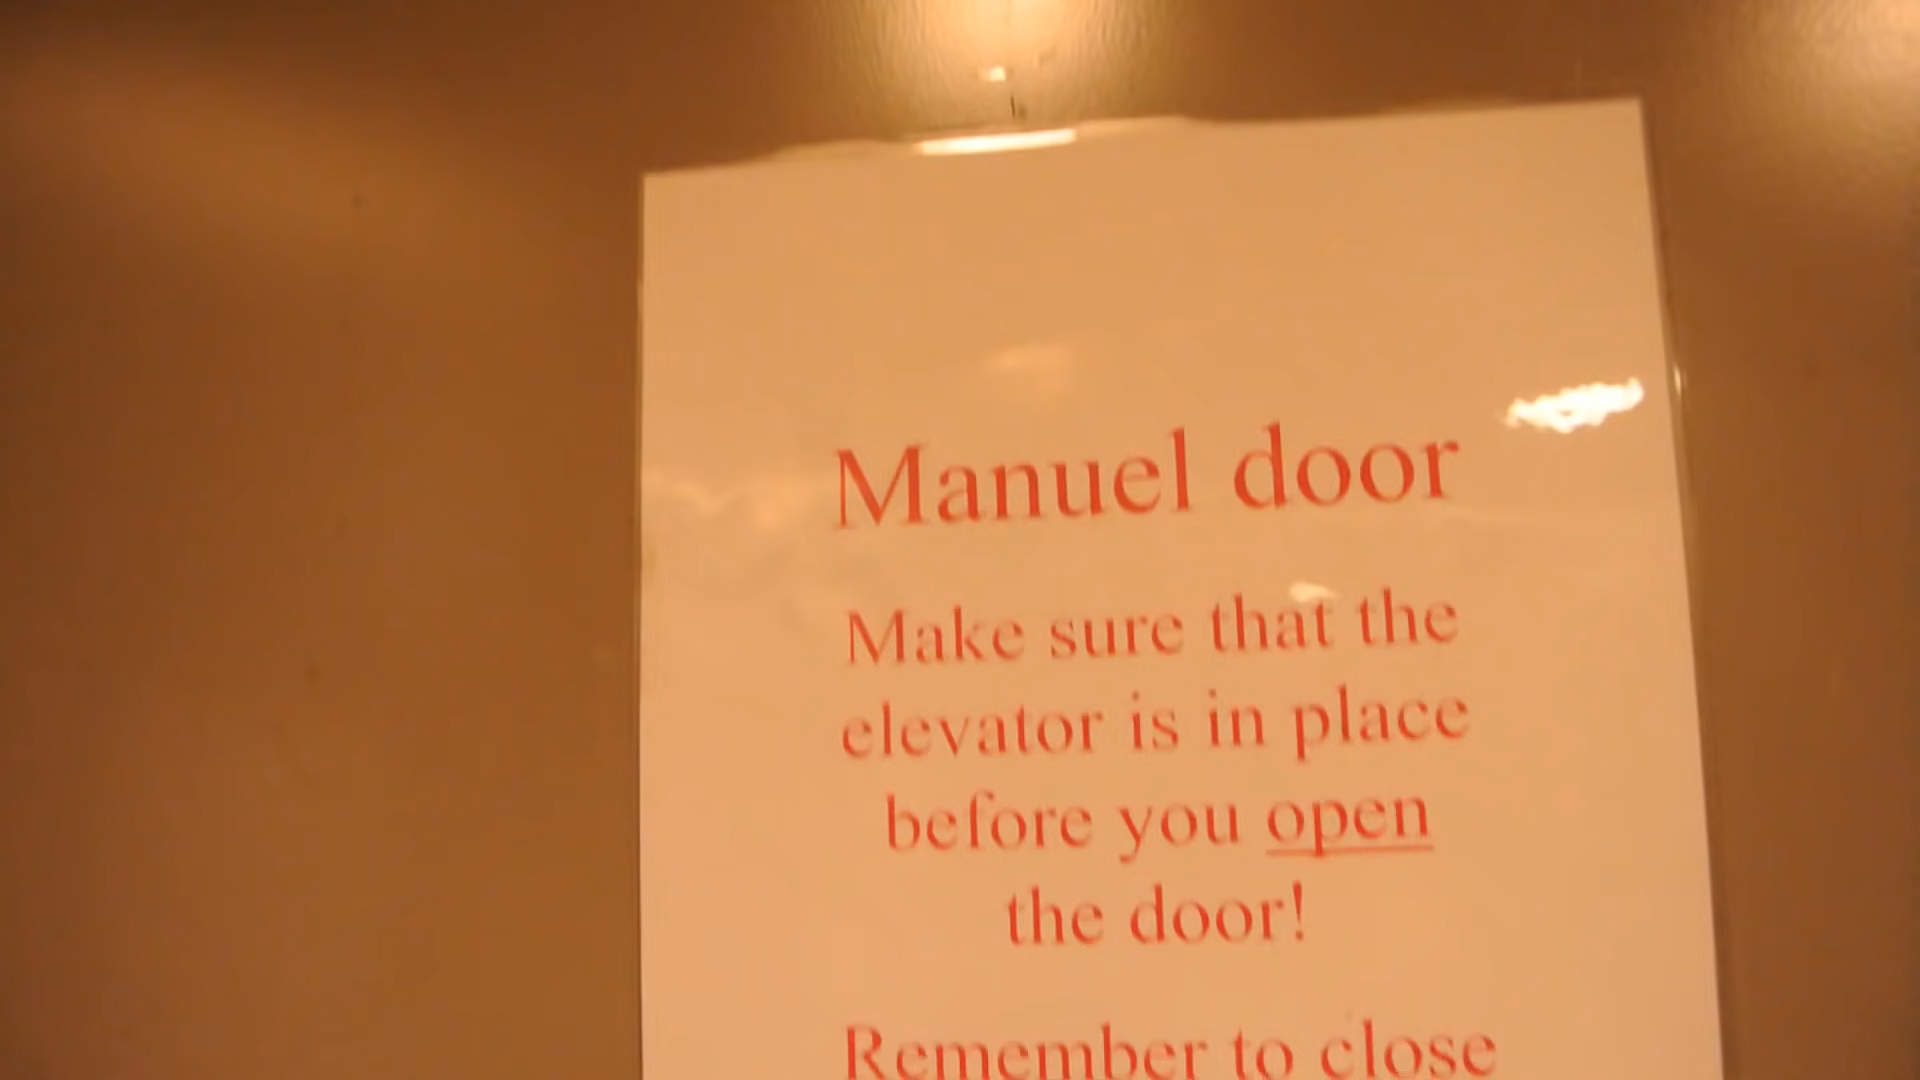 Manuel door
Make sure that the
elevator is in place
before you open
the door!
Remember to close